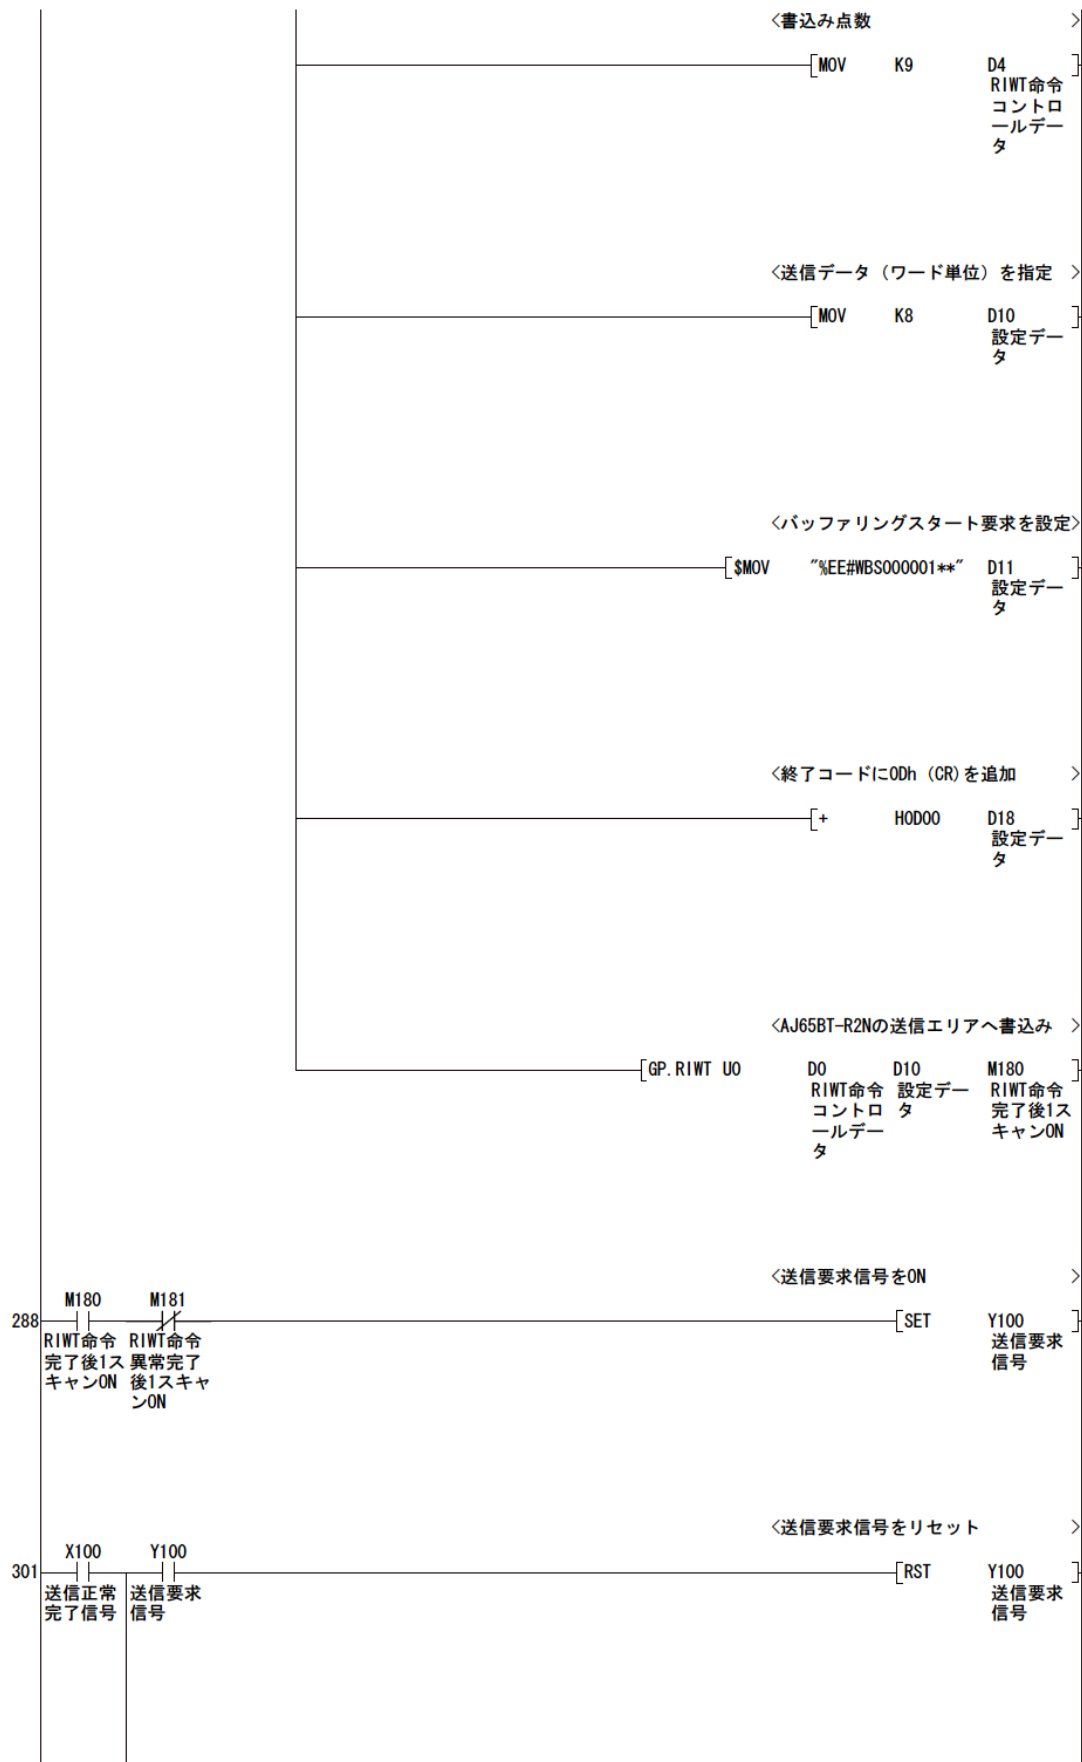 <書込み点数 >
[MOV K9 D4 ]
RIWT命令
コントロ
ールデー
タ
<送信データ（ワード単位）を指定 >
[MOV K8 D10 ]
設定デー
タ
<バッファリングスタート要求を設定>
[$MOV "%EE#WBS000001**" D11 ]
設定デー
タ
<終了コードに0Dh（CR)を追加 >
[+ H0D00 D18 ]
設定デー
タ
<AJ65BT-R2Nの送信エリアへ書込み >
[GP.RIWT U0 D0 D10 M180 ]
RIWT命令 設定デー RIWT命令
コントロ タ 完了後1ス
ールデー キャンON
タ
<送信要求信号をON >
M180 M181
288 [SET Y100 ]
RIWT命令 RIWT命令 送信要求
完了後1ス 異常完了 信号
キャンON 後1スキャ
ンON
<送信要求信号をリセット >
X100 Y100
301 [RST Y100 ]
送信正常 送信要求 送信要求
完了信号 信号 信号